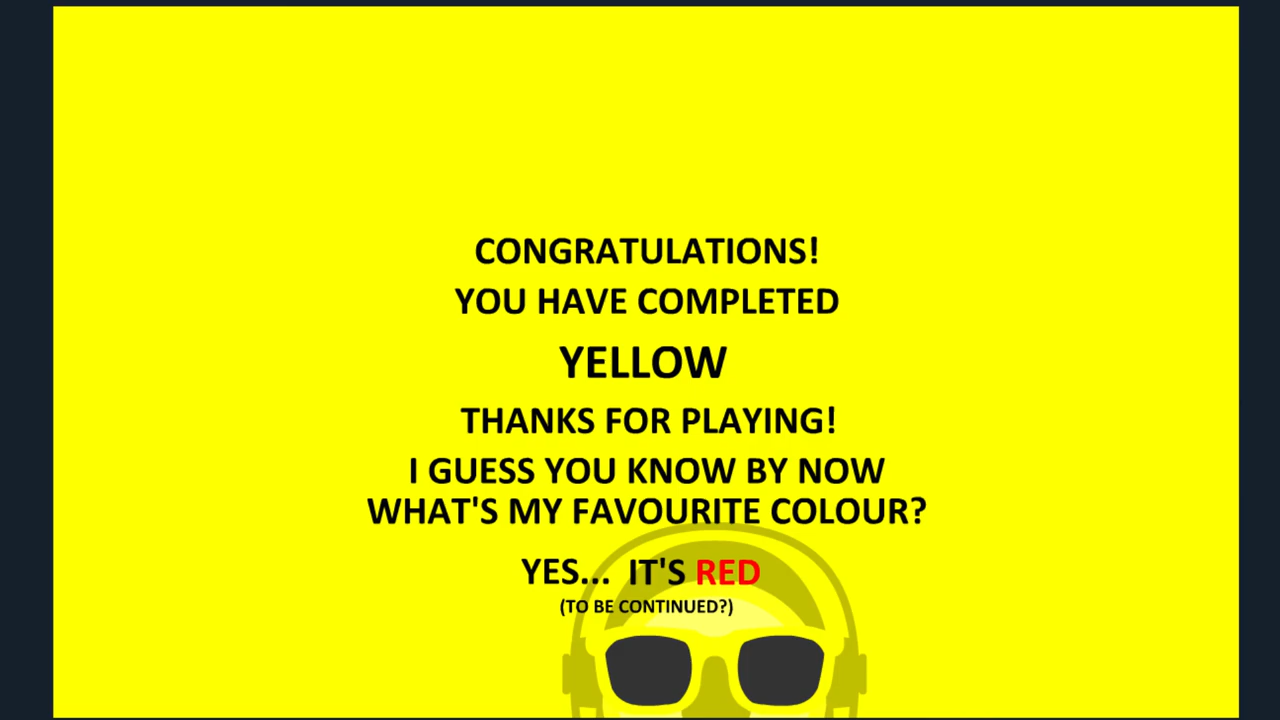 CONGRATULATIONS!
YOU HAVE COMPLETED
YELLOW
THANKS FOR PLAYING!
I GUESS YOU KNOW BY NOW
WHAT'S MY FAVOURITE COLOUR?
YES... IT'S RED
(TO BE CONTINUED?)